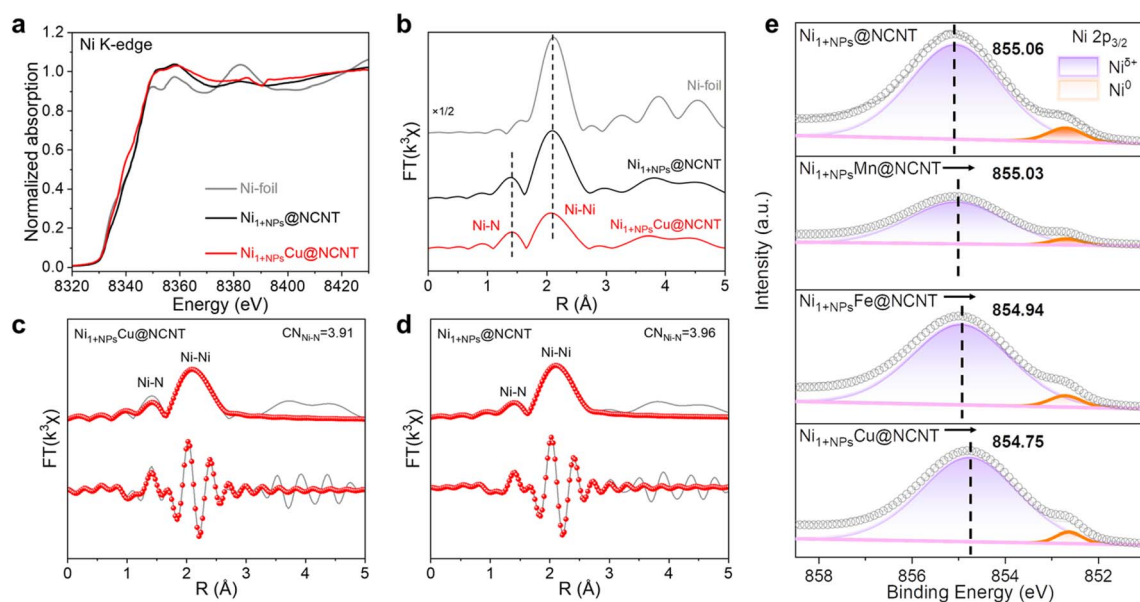 a
Ni K-edge
Normalized absorption
1.2
1.0
0.8
0.6
0.4
0.2
0.0
Ni-foil
Ni1+NPs@NCNT
Ni1+NPsCu@NCNT
8320 8340 8360 8380 8400 8420
Energy (eV)
b
FT(k³χ)
×1/2
Ni-foil
Ni1+NPs@NCNT
Ni-N
Ni-Ni
Ni1+NPsCu@NCNT
0 1 2 3 4 5
R (Å)
c
Ni1+NPsCu@NCNT
CNNi-N=3.91
Ni-Ni
Ni-N
FT(k³χ)
0 1 2 3 4 5
R (Å)
d
Ni1+NPs@NCNT
CNNi-N=3.96
Ni-Ni
Ni-N
FT(k³χ)
0 1 2 3 4 5
R (Å)
e
Intensity (a.u.)
Ni1+NPs@NCNT
855.06
Ni 2p3/2
Niδ+
Ni0
Ni1+NPsMn@NCNT
855.03
Ni1+NPsFe@NCNT
854.94
Ni1+NPsCu@NCNT
854.75
858 856 854 852
Binding Energy (eV)